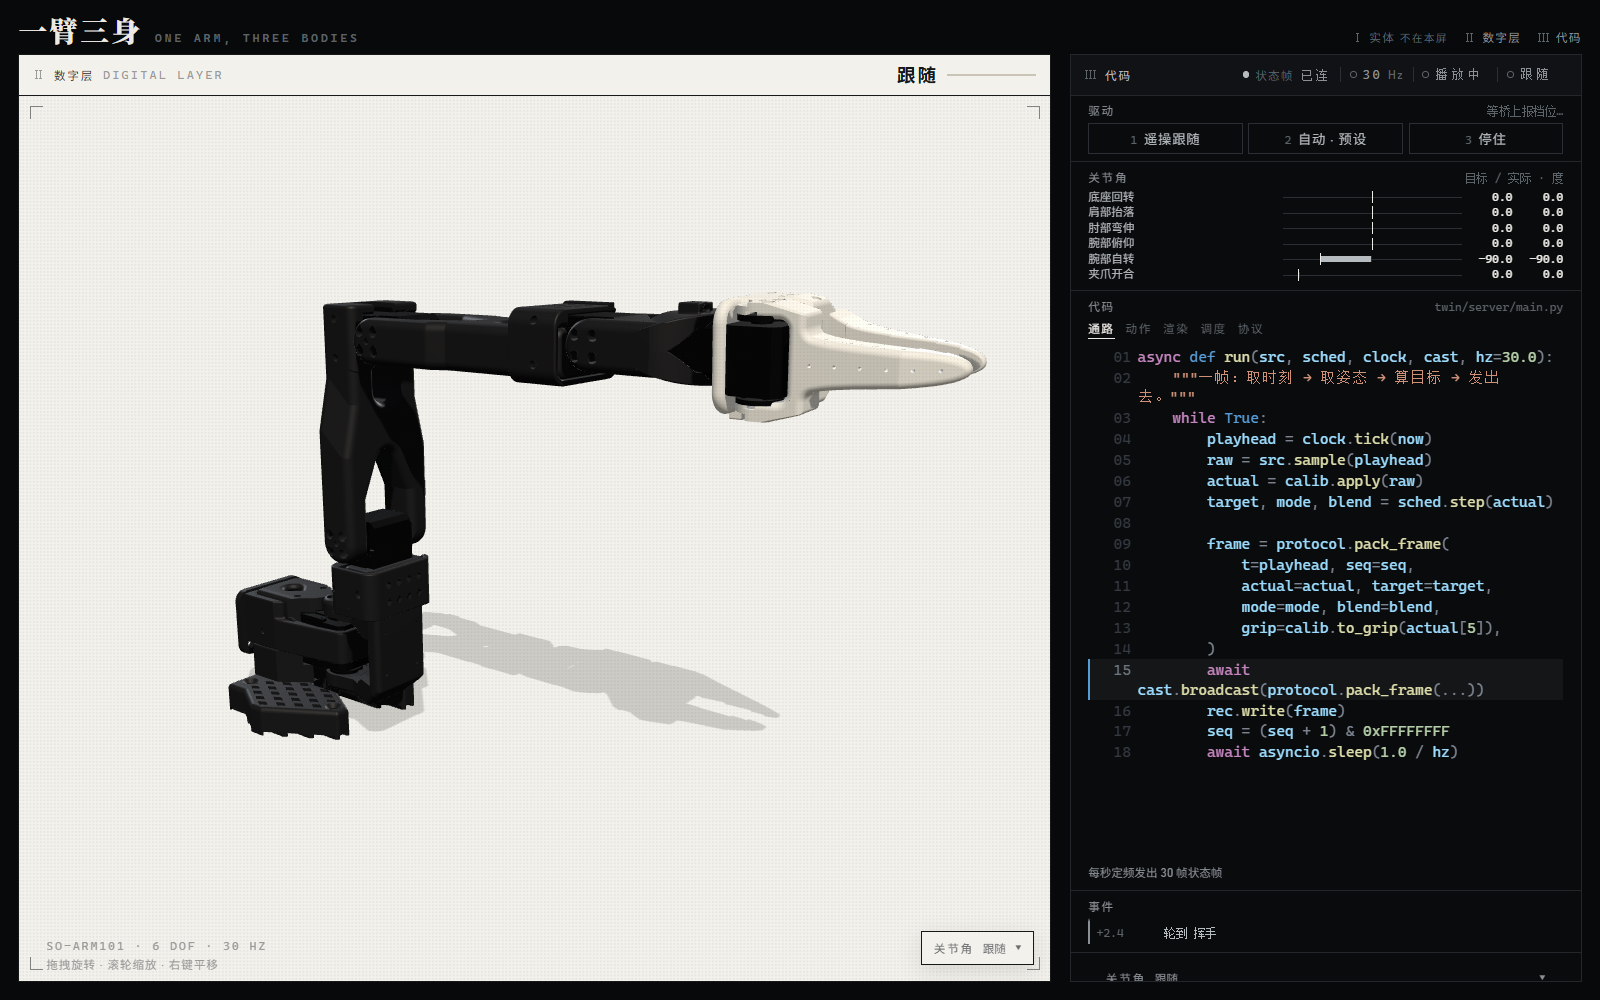 一臂三身 ONE ARM, THREE BODIES
I 实体 不在本屏 II 数字层 III 代码
II 数字层 DIGITAL LAYER
跟随
III 代码
状态帧 已连 30 Hz 播放中 跟随
驱动 等桥上报档位…
1 遥操跟随 2 自动·预设 3 停住
关节角 目标 / 实际 · 度
底座回转 0.0 0.0
肩部抬落 0.0 0.0
肘部弯伸 0.0 0.0
腕部俯仰 0.0 0.0
腕部自转 −90.0 −90.0
夹爪开合 0.0 0.0
代码 twin/server/main.py
通路 动作 渲染 调度 协议
01 async def run(src, sched, clock, cast, hz=30.0):
02 """一帧: 取时刻 → 取姿态 → 算目标 → 发出
去。"""
03 while True:
04 playhead = clock.tick(now)
05 raw = src.sample(playhead)
06 actual = calib.apply(raw)
07 target, mode, blend = sched.step(actual)
08
09 frame = protocol.pack_frame(
10 t=playhead, seq=seq,
11 actual=actual, target=target,
12 mode=mode, blend=blend,
13 grip=calib.to_grip(actual[5]),
14 )
15 await
cast.broadcast(protocol.pack_frame(...))
16 rec.write(frame)
17 seq = (seq + 1) & 0xFFFFFFFF
18 await asyncio.sleep(1.0 / hz)
每秒定频发出 30 帧状态帧
事件
+2.4 轮到 挥手
关节角 跟随 ▼
SO-ARM101 · 6 DOF · 30 HZ
拖拽旋转 · 滚轮缩放 · 右键平移
关节角 跟随 ▼